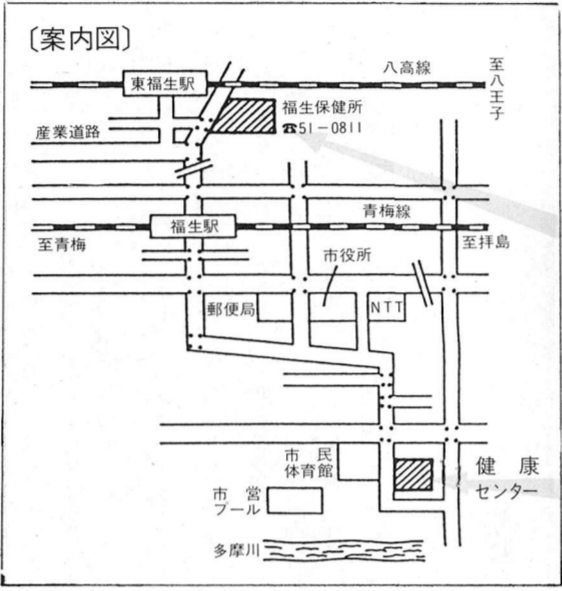 〔案内図〕
八高線
至八王子
東福生駅
福生保健所
☎51-0811
産業道路
青梅線
福生駅
至青梅
至拝島
市役所
郵便局
NTT
市民
体育館
健康
センター
市営
プール
多摩川